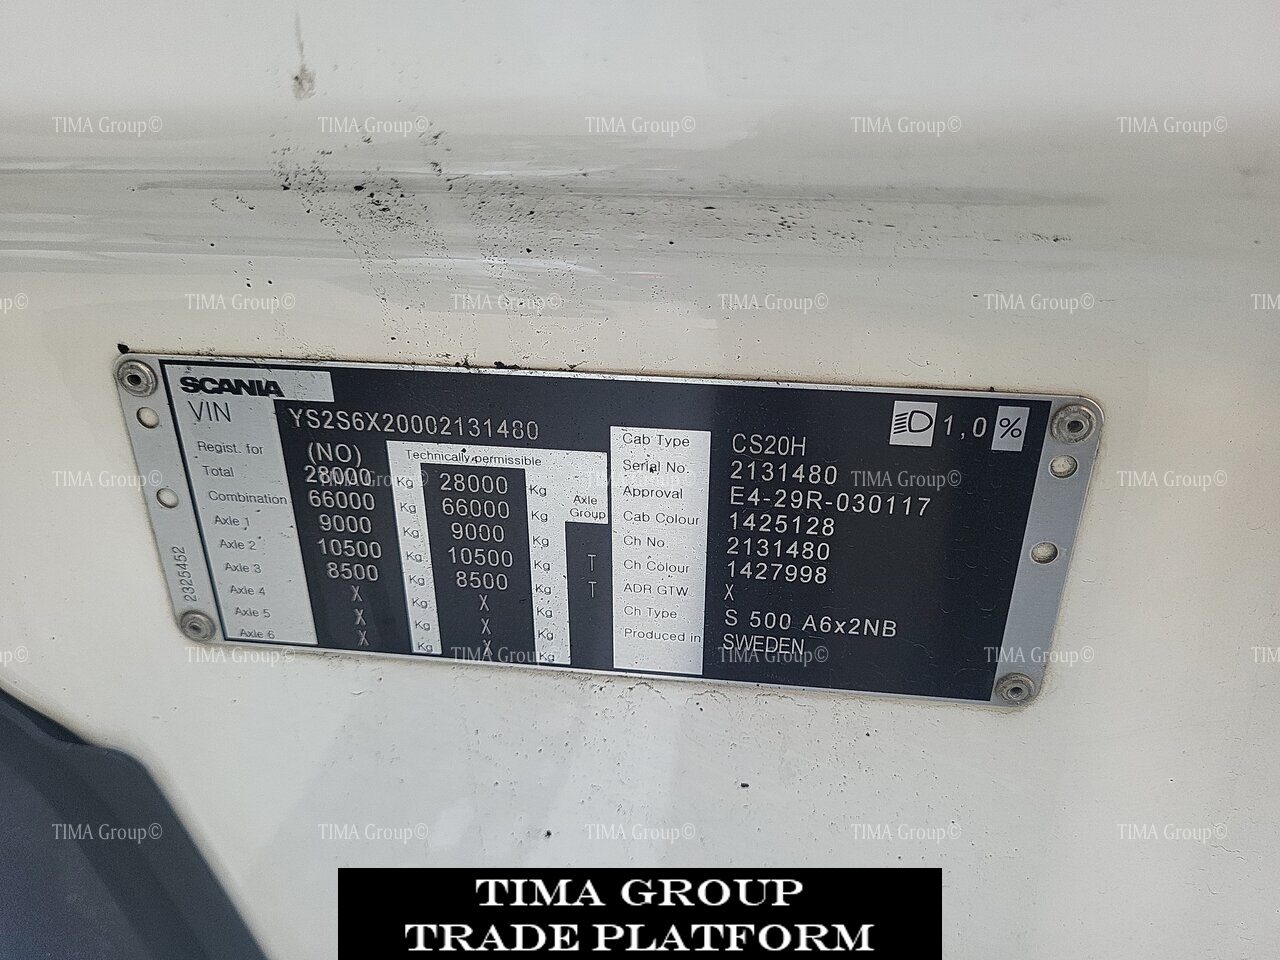 SCANIA
VIN YS2S6X20002131480
1,0 %
Regist. for (NO)
Technically permissible
Total 28000 Kg 28000 Kg
Combination 66000 Kg 66000 Kg
Axle Group
Axle 1 9000 Kg 9000 Kg
Axle 2 10500 Kg 10500 Kg T
Axle 3 8500 Kg 8500 Kg T
Axle 4 X Kg X Kg
Axle 5 X Kg X Kg
Axle 6 X Kg X Kg
Cab Type CS20H
Serial No. 2131480
Approval E4-29R-030117
Cab Colour 1425128
Ch No. 2131480
Ch Colour 1427998
ADR GTW X
Ch Type S 500 A6x2NB
Produced in SWEDEN
2325452
TIMA Group©
TIMA GROUP
TRADE PLATFORM